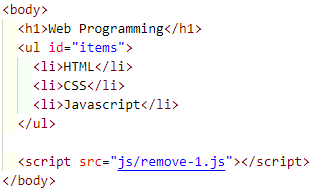 <body>
<h1>Web Programming</h1>
<ul id="items">
<li>HTML</li>
<li>CSS</li>
<li>Javascript</li>
</ul>
<script src="js/remove-1.js"></script>
</body>